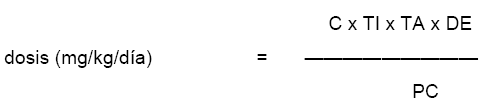 C x TI x TA x DE
dosis (mg/kg/día) =
PC